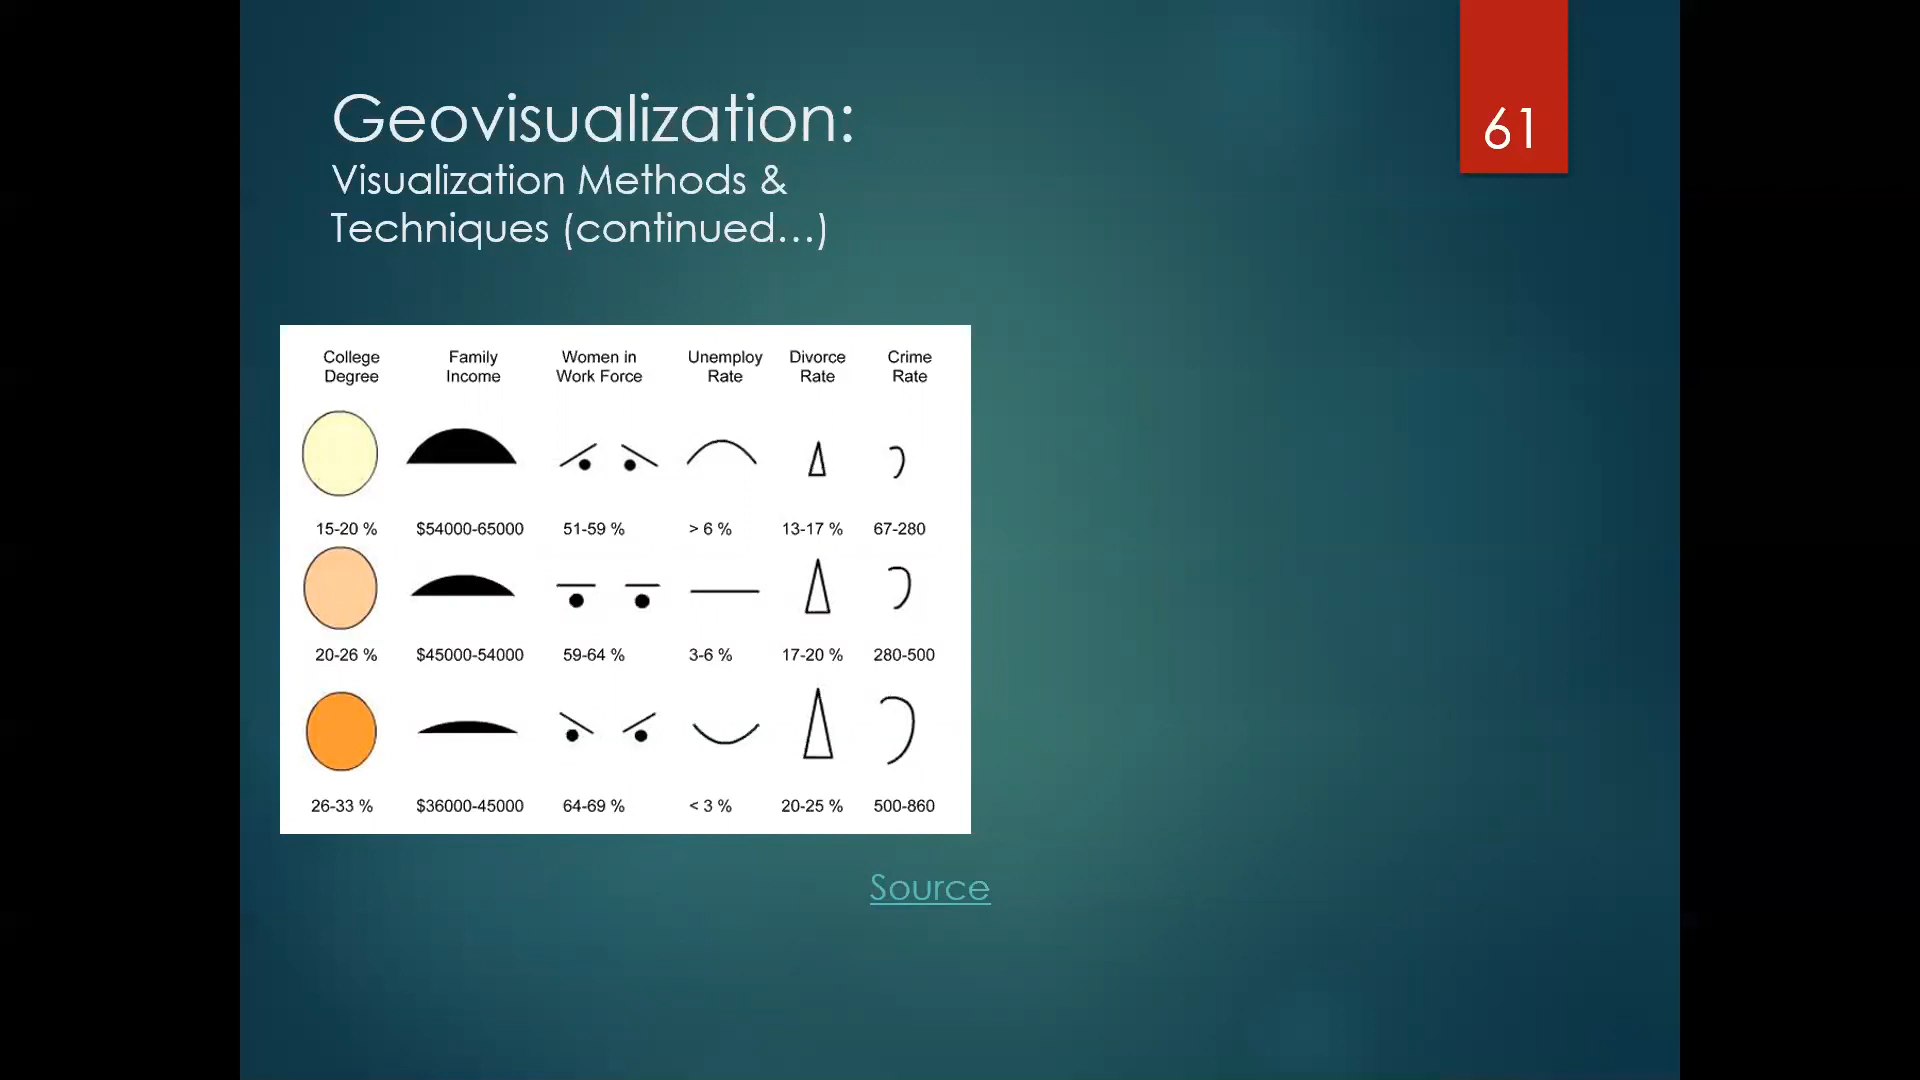 Geovisualization:
Visualization Methods &
Techniques (continued...)
61
College Degree
Family Income
Women in Work Force
Unemploy Rate
Divorce Rate
Crime Rate
15-20 %
$54000-65000
51-59 %
> 6 %
13-17 %
67-280
20-26 %
$45000-54000
59-64 %
3-6 %
17-20 %
280-500
26-33 %
$36000-45000
64-69 %
< 3 %
20-25 %
500-860
Source